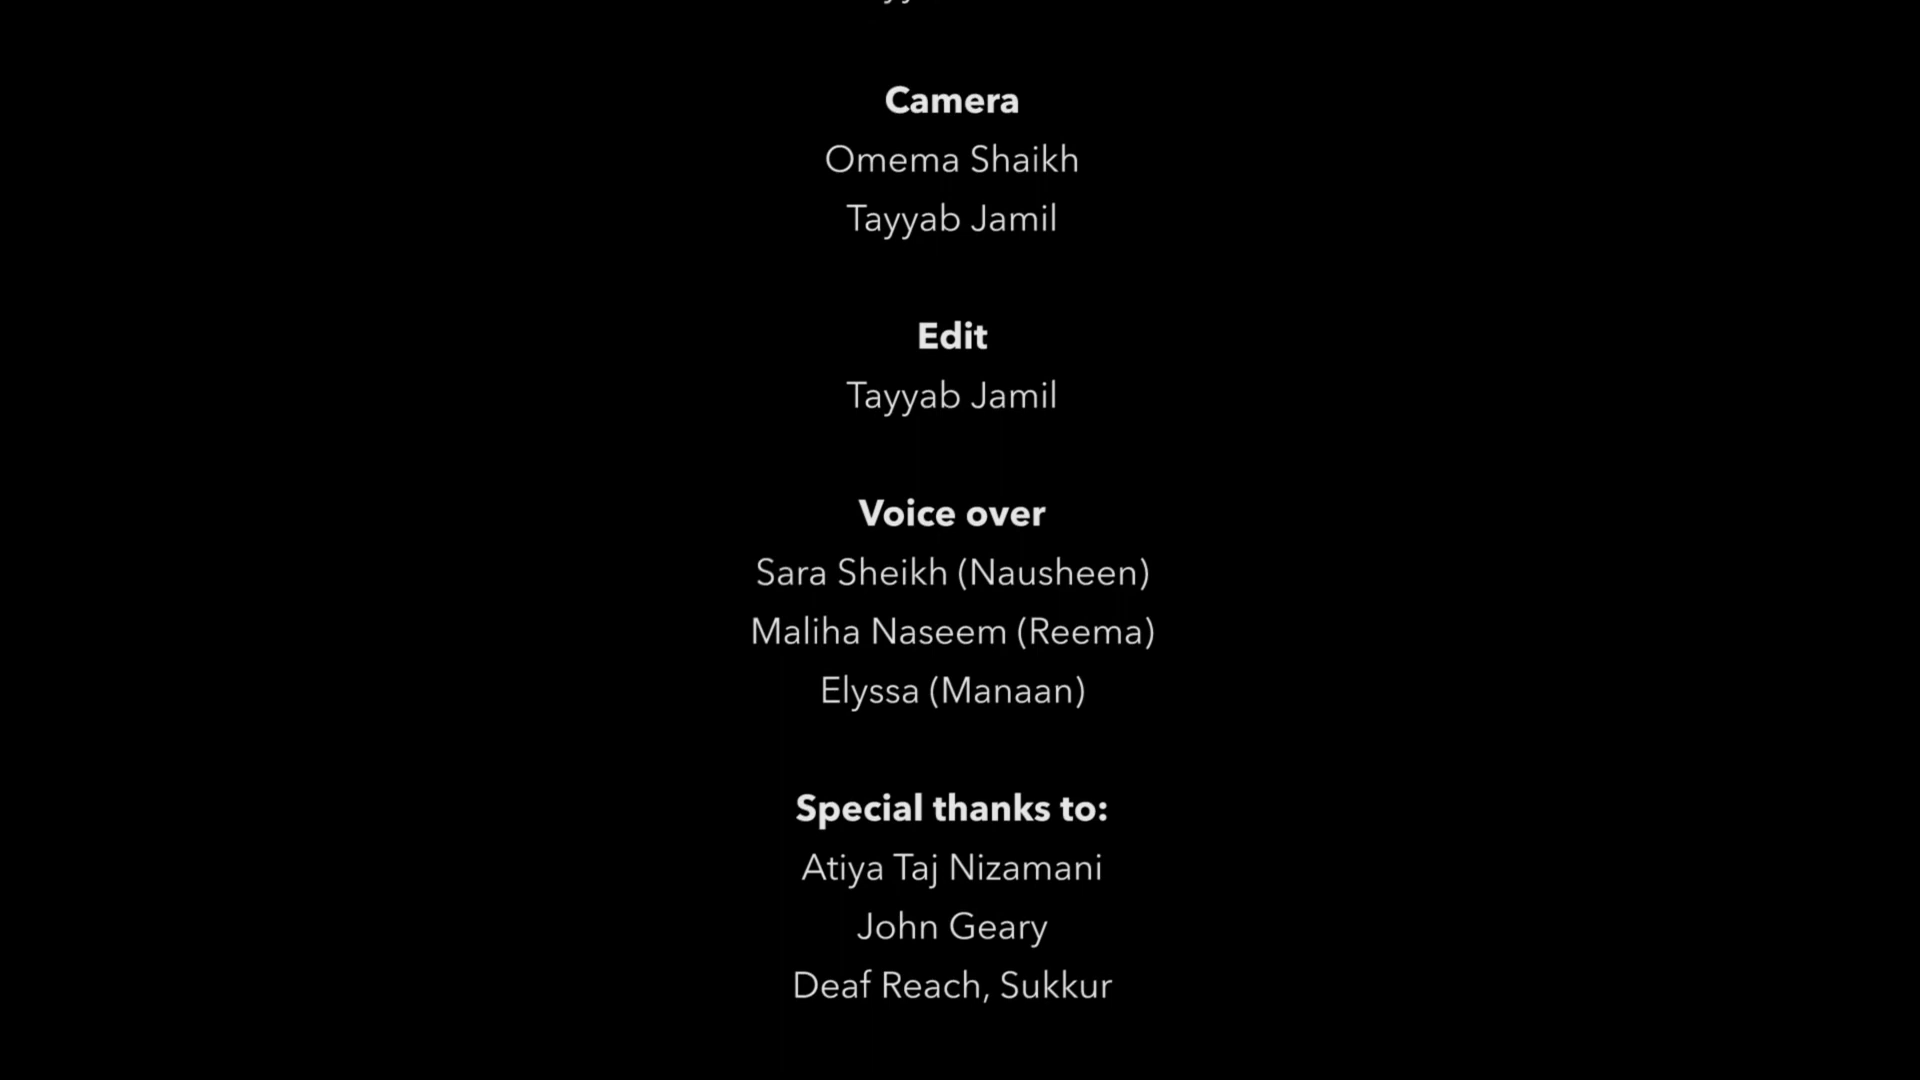 Camera
Omema Shaikh
Tayyab Jamil
Edit
Tayyab Jamil
Voice over
Sara Sheikh (Nausheen)
Maliha Naseem (Reema)
Elyssa (Manaan)
Special thanks to:
Atiya Taj Nizamani
John Geary
Deaf Reach, Sukkur